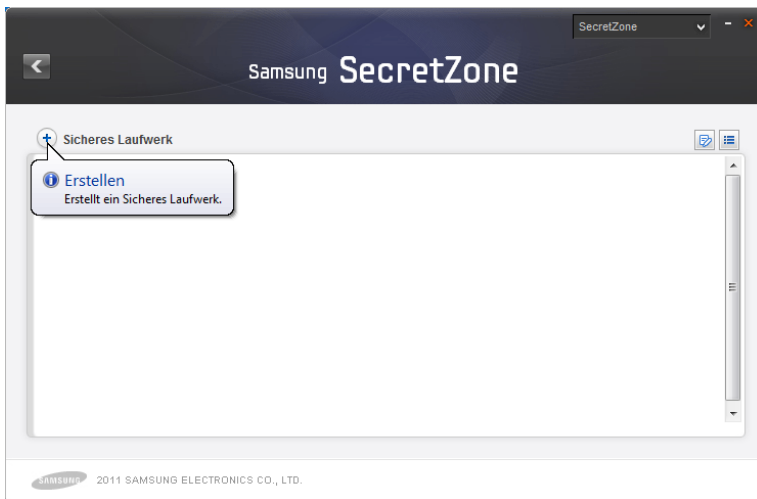 SecretZone
Samsung SecretZone
Sicheres Laufwerk
Erstellen
Erstellt ein Sicheres Laufwerk.
SAMSUNG 2011 SAMSUNG ELECTRONICS CO., LTD.